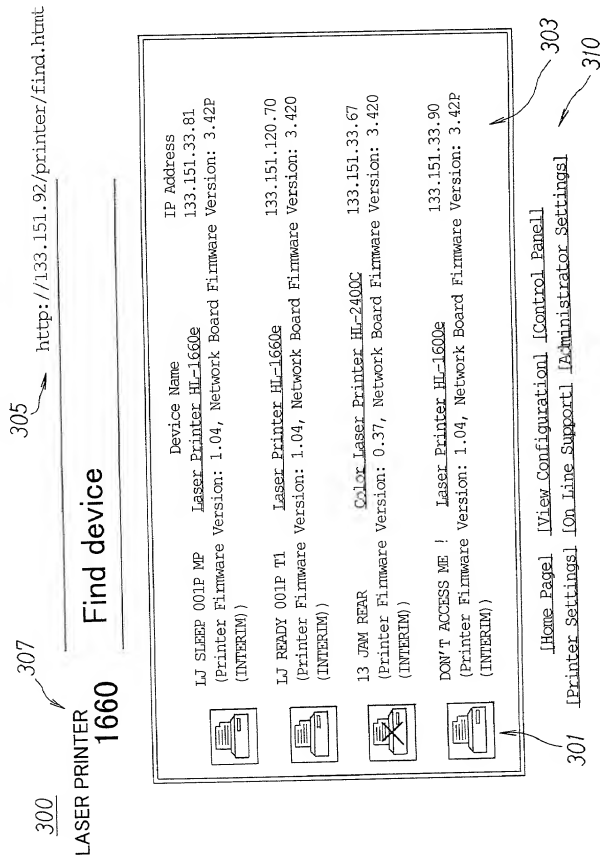 300
307
305
http://133.151.92/printer/find.html
LASER PRINTER
1660 Find device
Device Name IP Address
LJ SLEEP 001P MP Laser Printer HL-1660e 133.151.33.81
(Printer Firmware Version: 1.04, Network Board Firmware Version: 3.42P
(INTERIM))
LJ READY 001P T1 Laser Printer HL-1660e 133.151.120.70
(Printer Firmware Version: 1.04, Network Board Firmware Version: 3.420
(INTERIM))
13 JAM REAR Color Laser Printer HL-2400C 133.151.33.67
(Printer Firmware Version: 0.37, Network Board Firmware Version: 3.420
(INTERIM))
DON'T ACCESS ME ! Laser Printer HL-1600e 133.151.33.90
(Printer Firmware Version: 1.04, Network Board Firmware Version: 3.42P
(INTERIM))
301
303
[Home Page] [View Configuration] [Control Panel]
[Printer Settings] [On Line Support] [Administrator Settings]
310